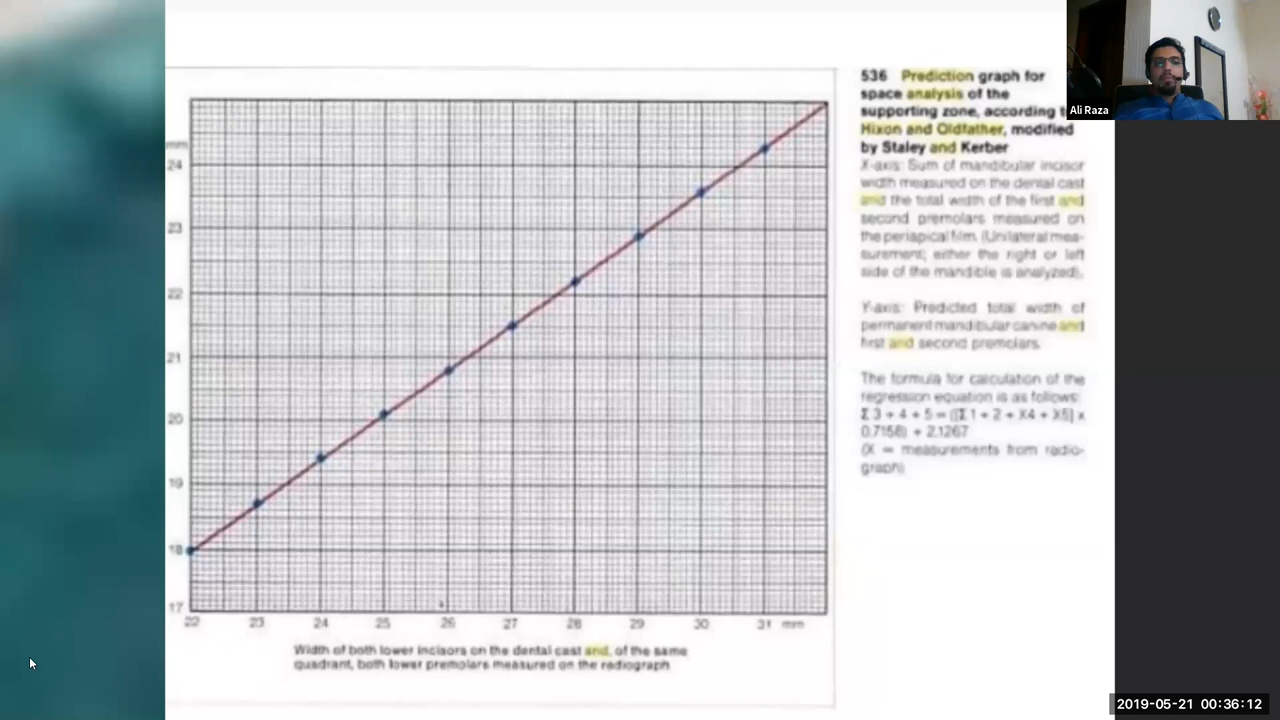 536 Prediction graph for
space analysis of the
supporting zone, according t
Hixon and Oldfather, modified
by Staley and Kerber
X-axis: Sum of mandibular incisor
width measured on the dental cast
and the total width of the first and
second premolars measured on
the periapical film. (Unilateral mea-
surement; either the right or left
side of the mandible is analyzed).
Y-axis: Predicted total width of
permanent mandibular canine and
first and second premolars.
The formula for calculation of the
regression equation is as follows:
Σ 3 + 4 + 5 = ([Σ 1 + 2 + X4 + X5] x
0.7158) + 2.1267
(X = measurements from radio-
graph)
Ali Raza
mm
24
23
22
21
20
19
18
17
22 23 24 25 26 27 28 29 30 31 mm
Width of both lower incisors on the dental cast and, of the same
quadrant, both lower premolars measured on the radiograph
2019-05-21 00:36:12